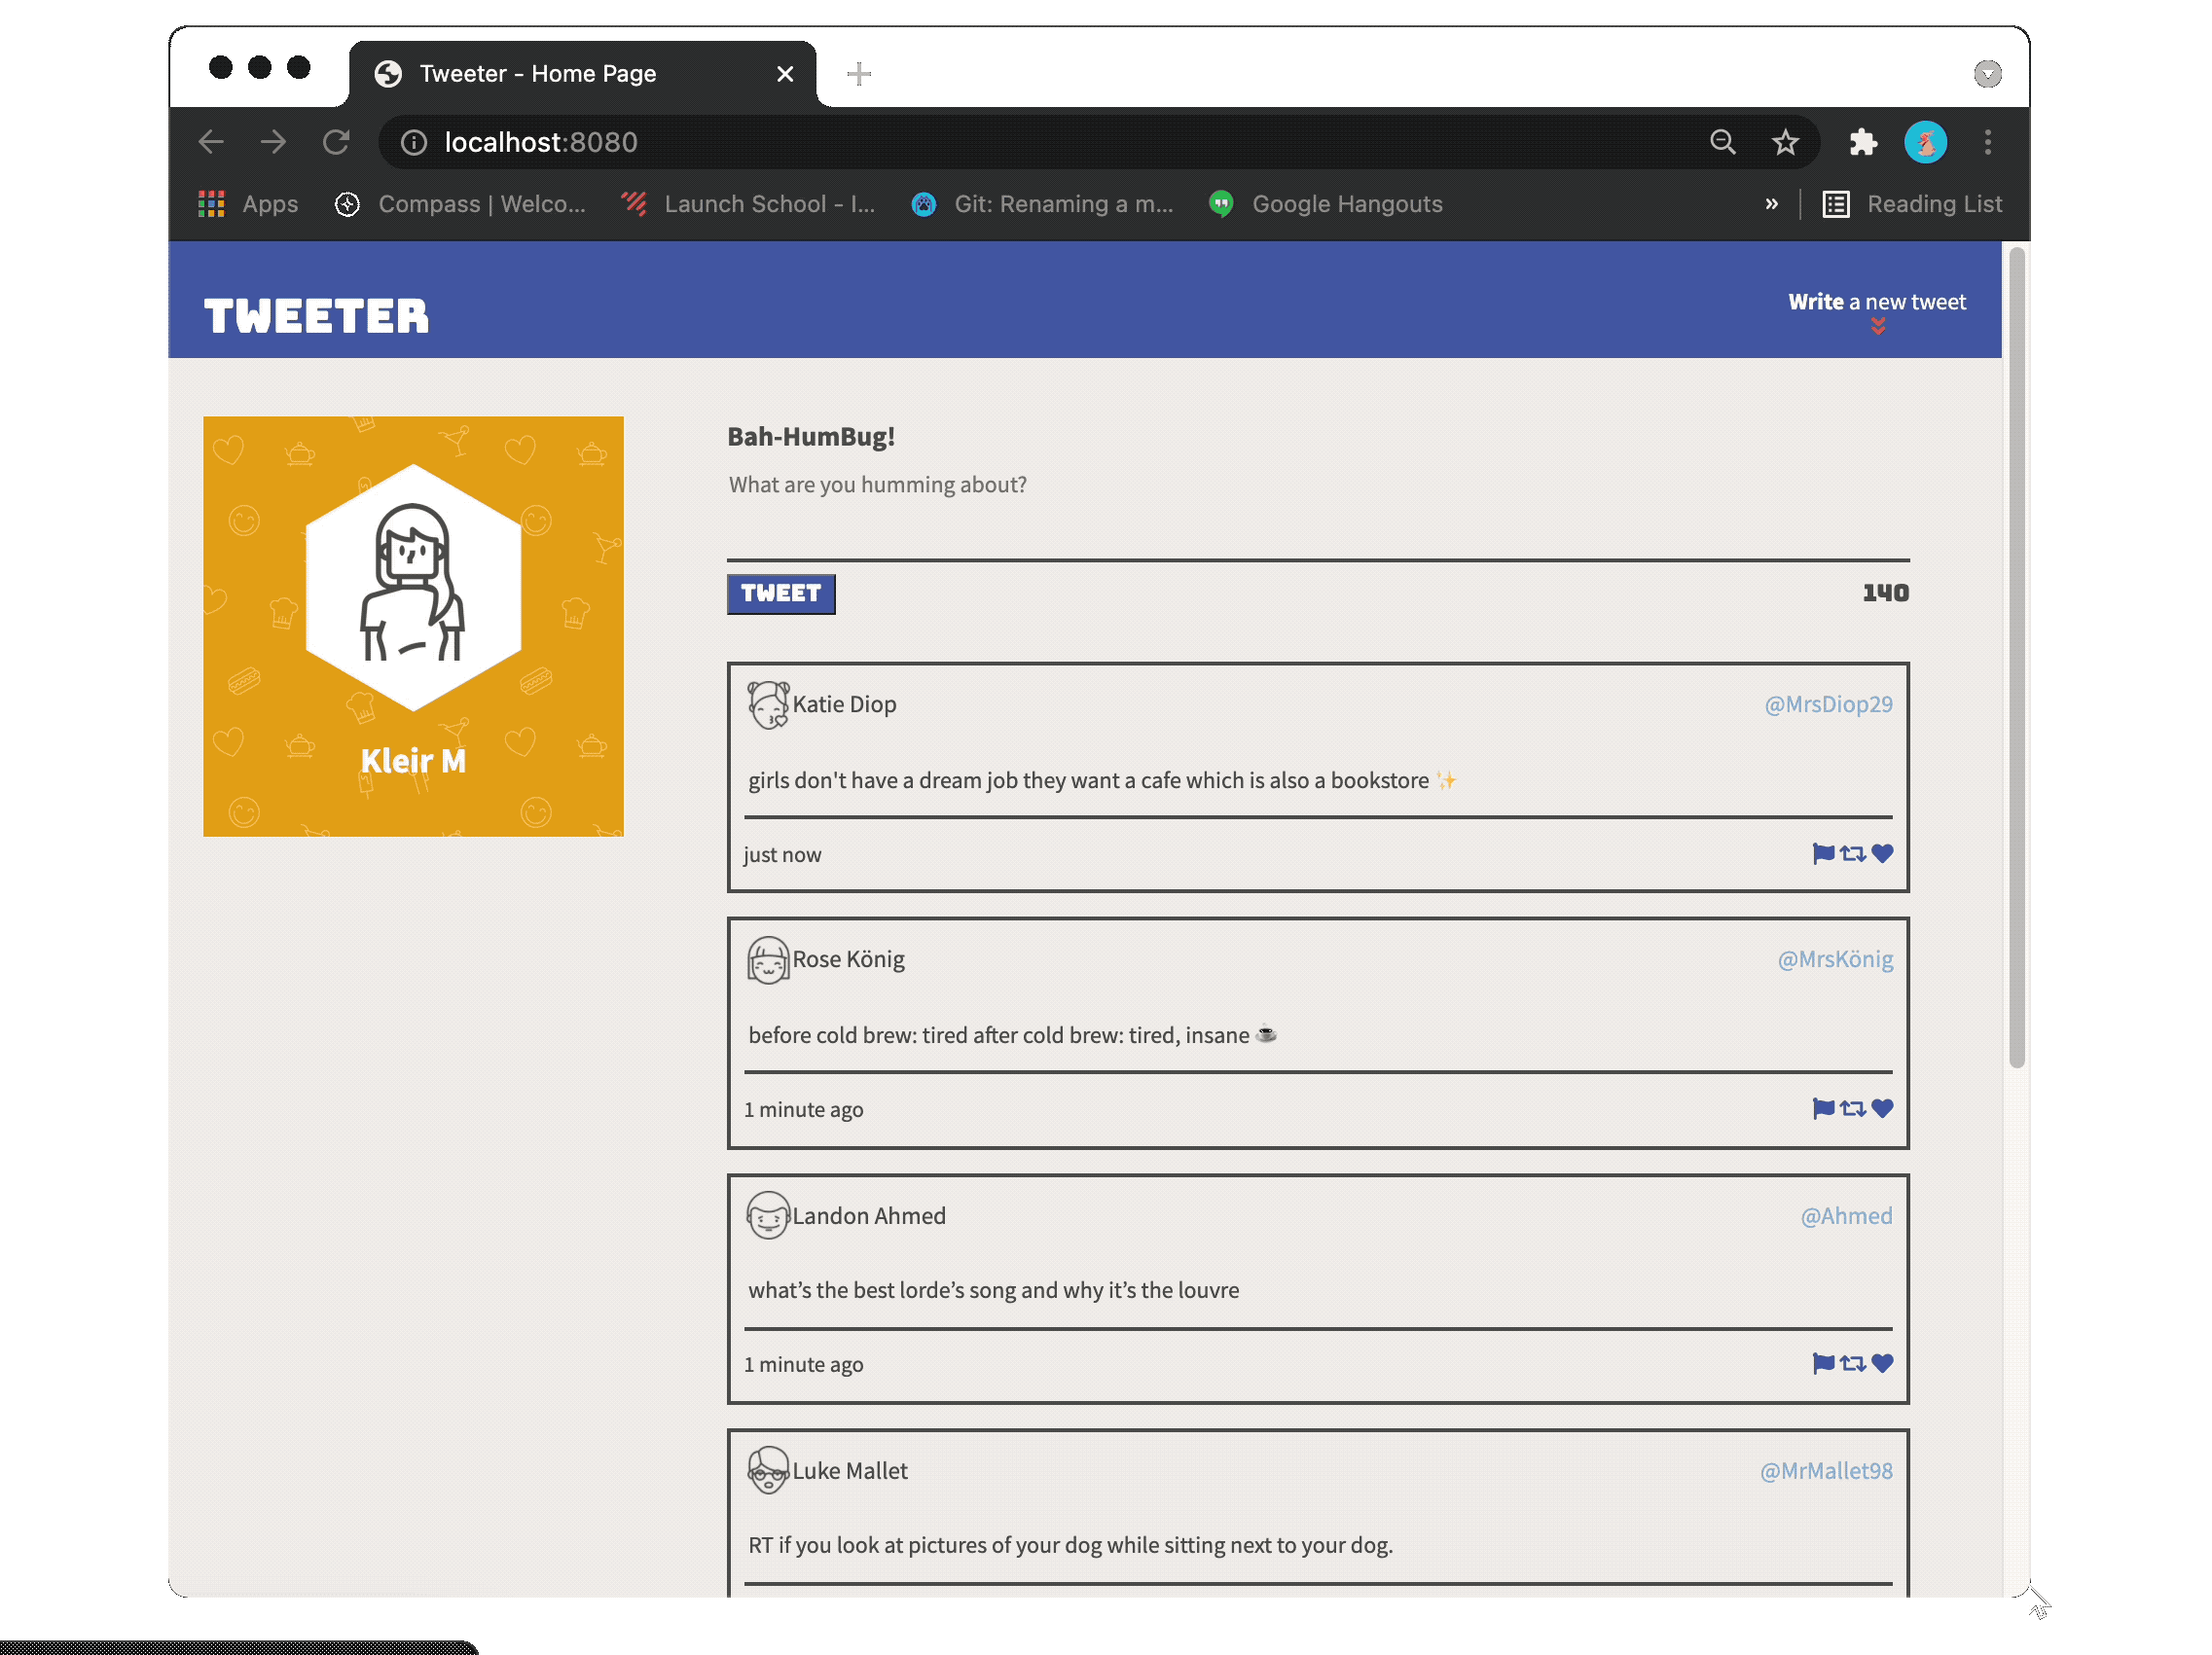 Tweeter - Home Page
localhost:8080
Apps
Compass | Welco...
Launch School - I...
Git: Renaming a m...
Google Hangouts
»
Reading List
TWEETER
Write a new tweet
Kleir M
Bah-HumBug!
What are you humming about?
TWEET
140
Katie Diop
@MrsDiop29
girls don't have a dream job they want a cafe which is also a bookstore ✨
just now
Rose König
@MrsKönig
before cold brew: tired after cold brew: tired, insane ☕
1 minute ago
Landon Ahmed
@Ahmed
what’s the best lorde’s song and why it’s the louvre
1 minute ago
Luke Mallet
@MrMallet98
RT if you look at pictures of your dog while sitting next to your dog.